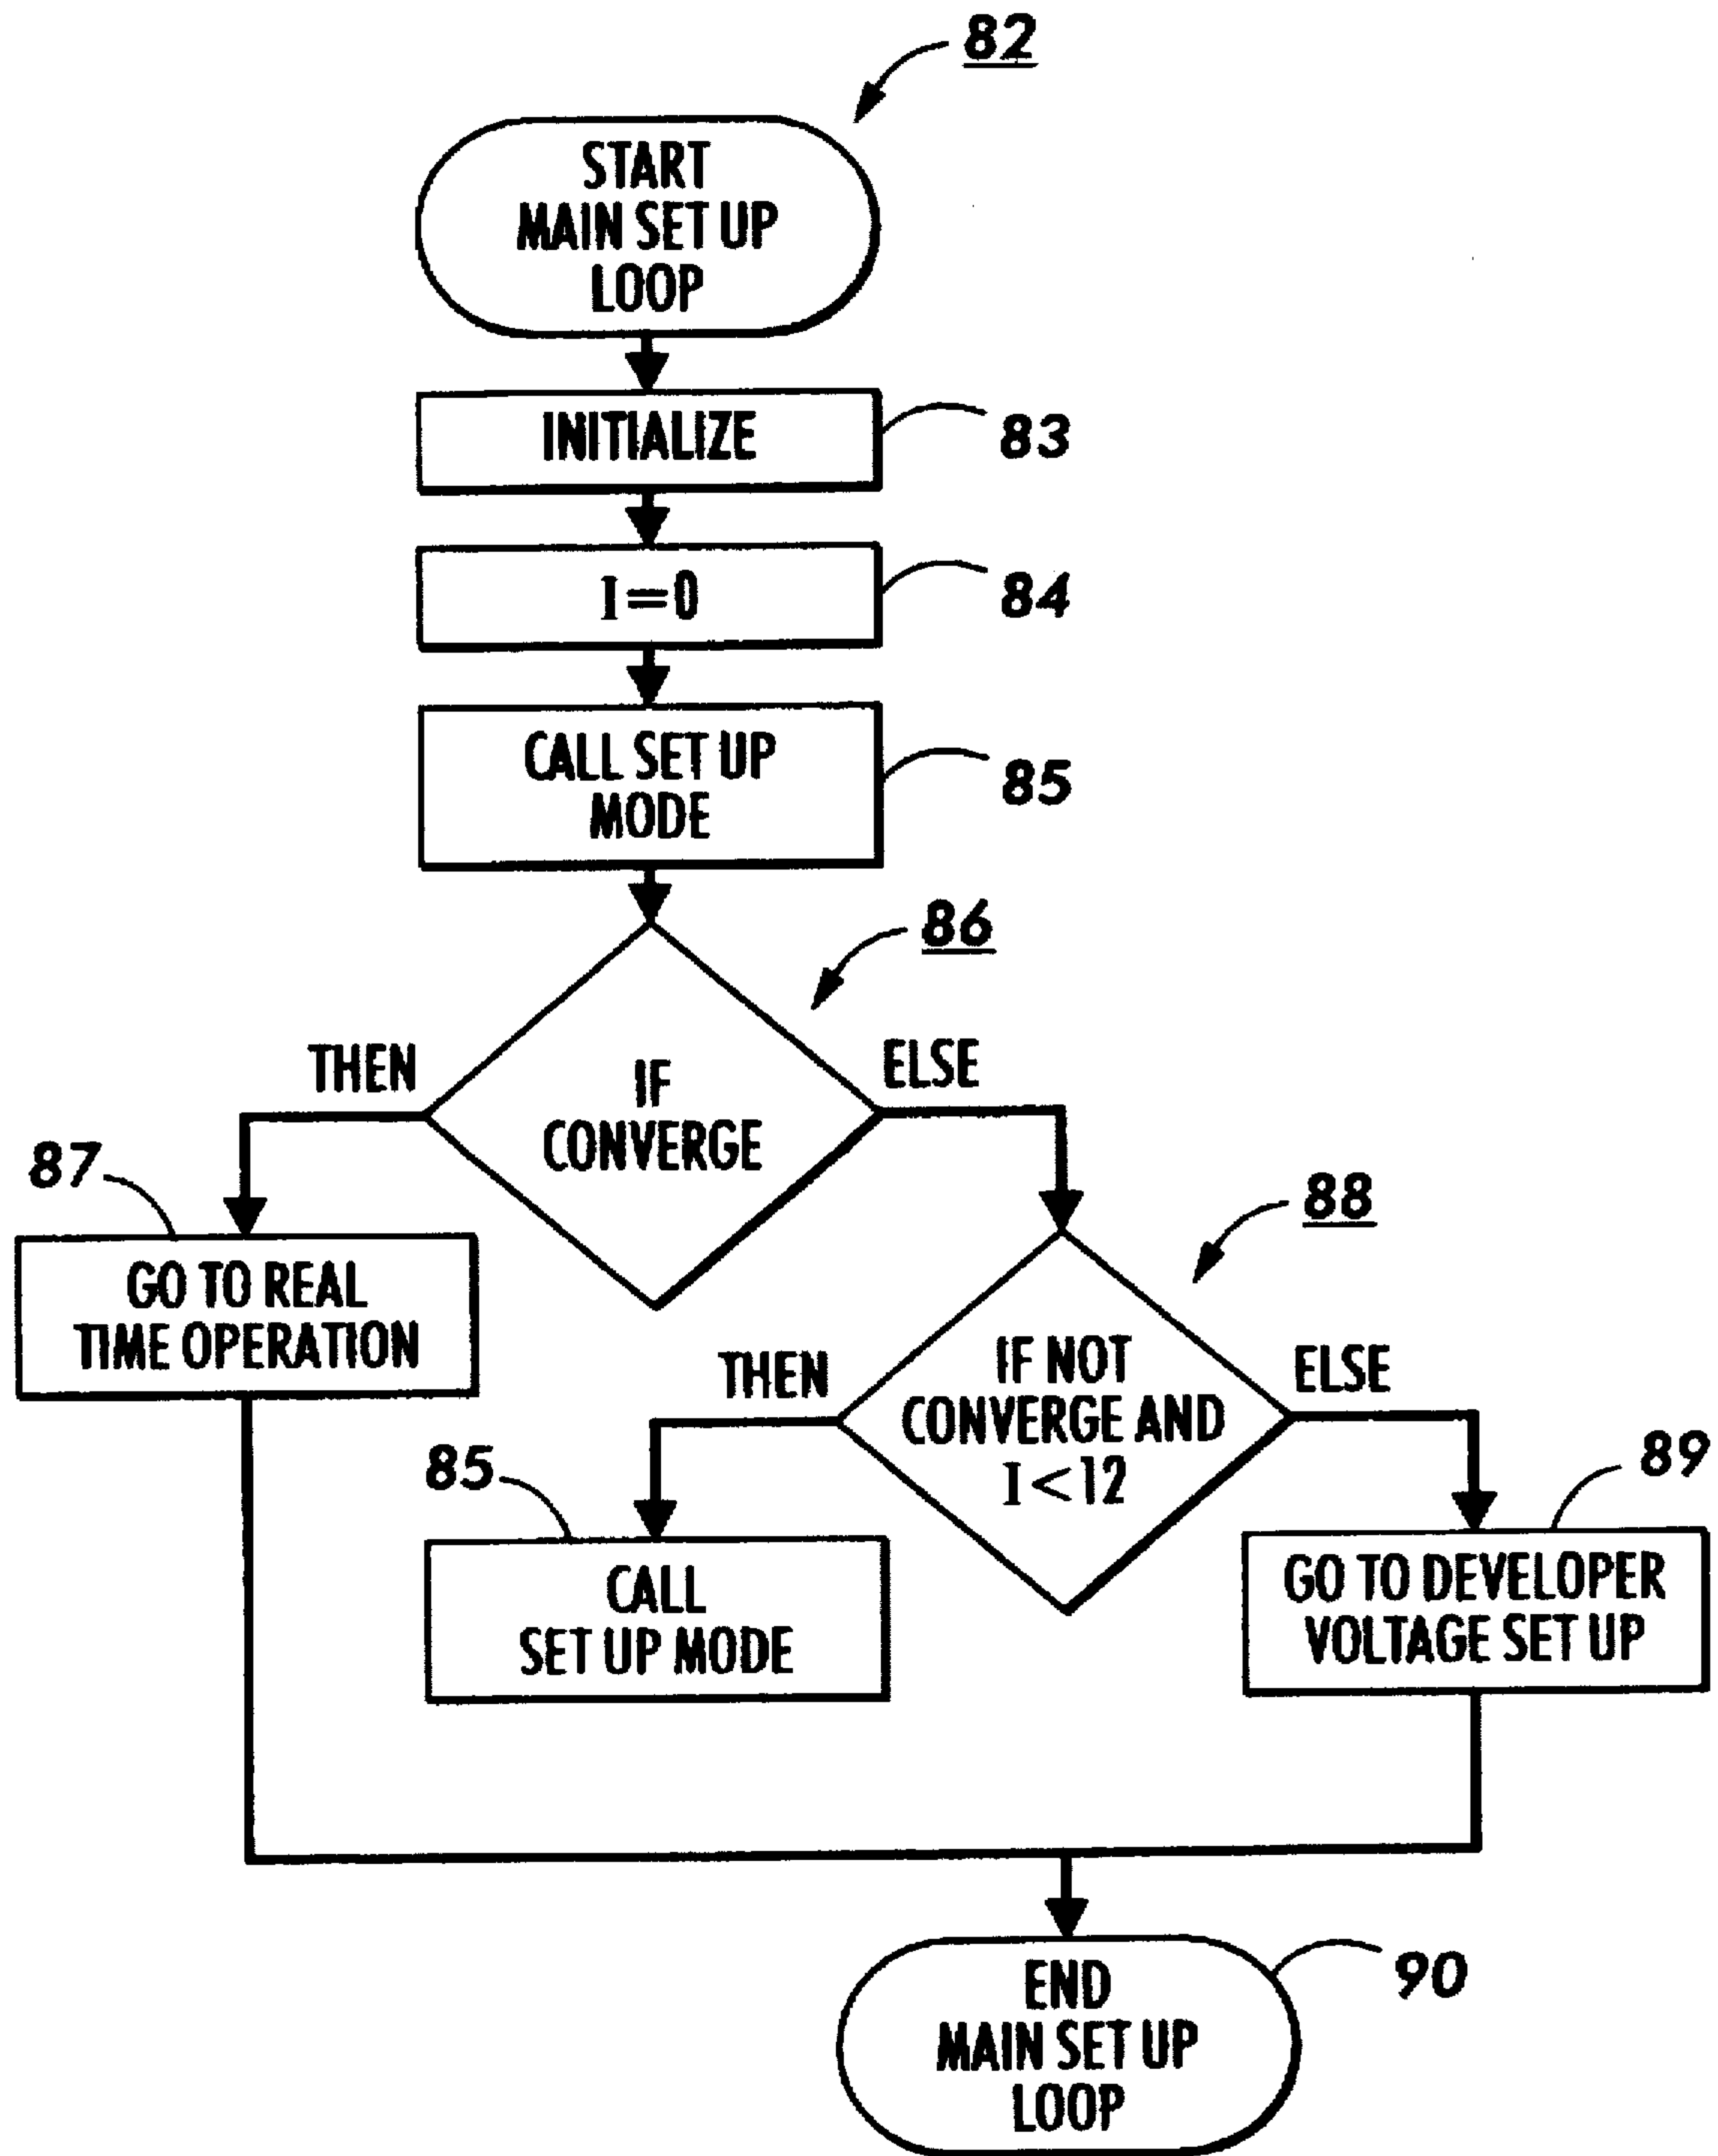 82
START
MAIN SET UP
LOOP
INITIALIZE
83
I=0
84
CALL SET UP
MODE
85
86
THEN
IF
CONVERGE
ELSE
87
GO TO REAL
TIME OPERATION
88
THEN
IF NOT
CONVERGE AND
I<12
ELSE
85
CALL
SET UP MODE
89
GO TO DEVELOPER
VOLTAGE SET UP
END
MAIN SET UP
LOOP
90